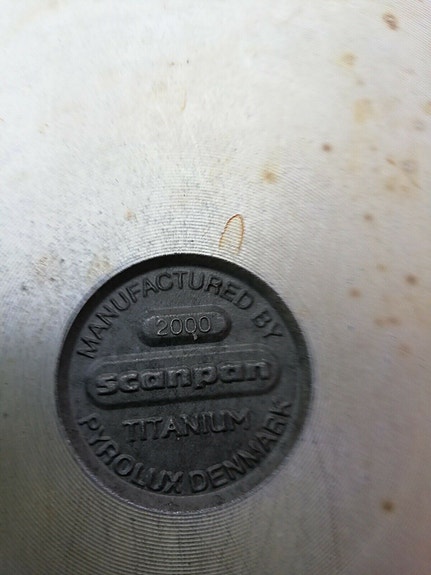 MANUFACTURED BY
2000
scanpan
TITANIUM
PYROLUX DENMARK